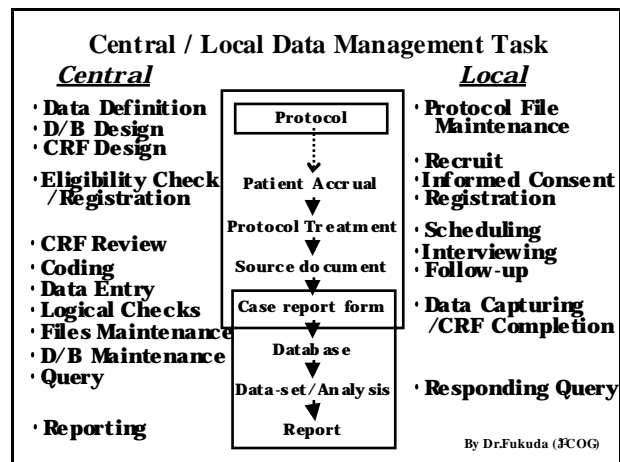 Central / Local Data Management Task
Central
・Data Definition
・D/B Design
・CRF Design
・Eligibility Check
/Registration
・CRF Review
・Coding
・Data Entry
・Logical Checks
・Files Maintenance
・D/B Maintenance
・Query
・Reporting
Protocol
Patient Accrual
Protocol Treatment
Source document
Case report form
Database
Data-set/Analysis
Report
Local
・Protocol File
Maintenance
・Recruit
・Informed Consent
・Registration
・Scheduling
・Interviewing
・Follow-up
・Data Capturing
/CRF Completion
・Responding Query
By Dr.Fukuda (JCOG)